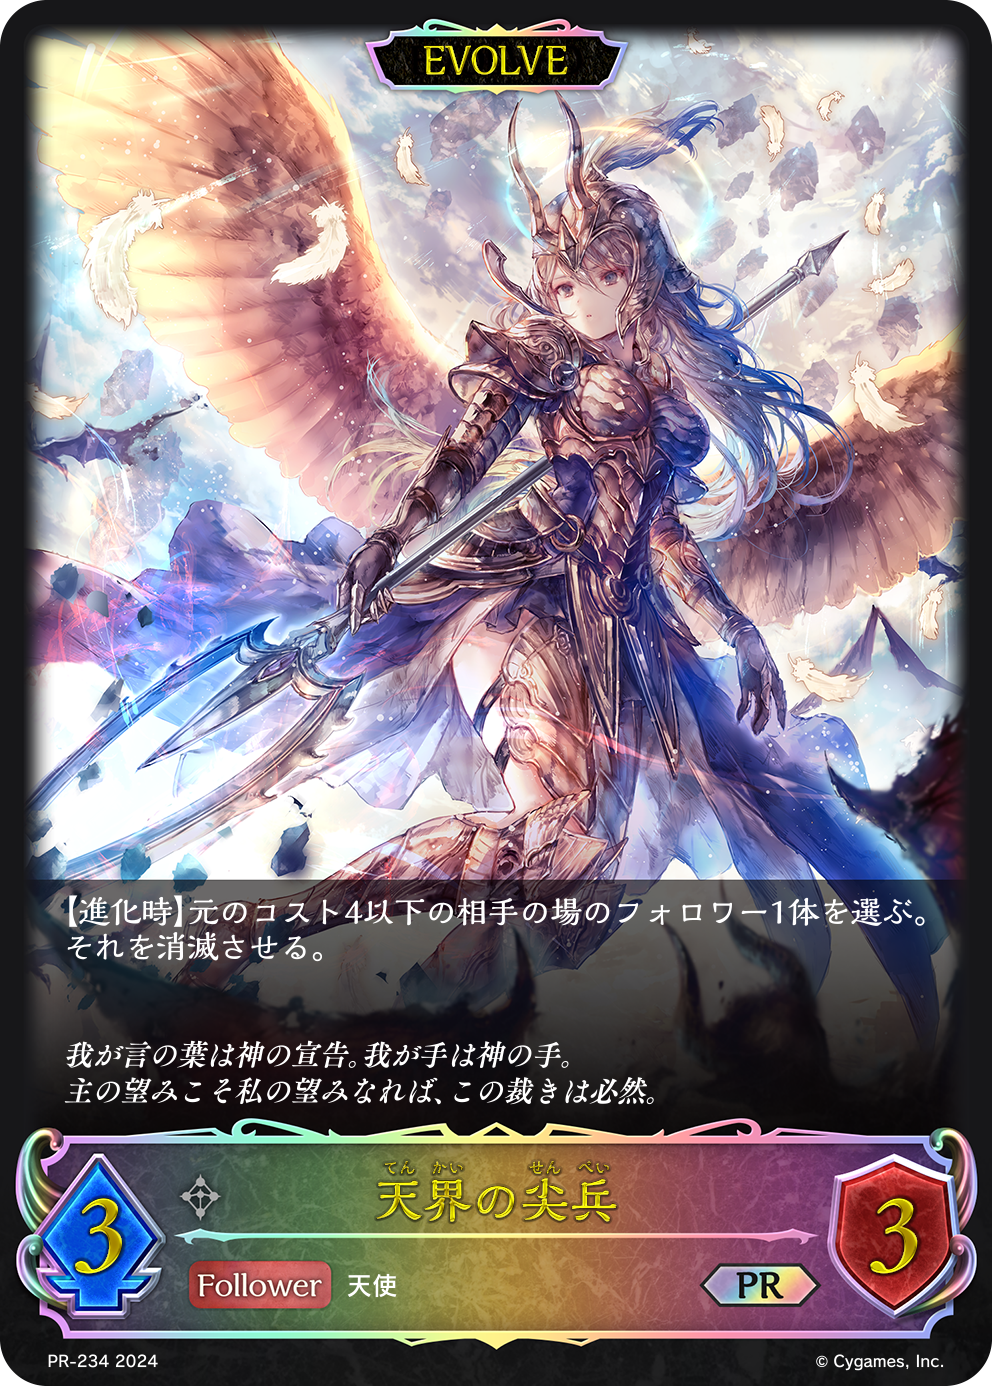 EVOLVE
【進化時】元のコスト4以下の相手の場のフォロワー1体を選ぶ。
それを消滅させる。
我が言の葉は神の宣告。我が手は神の手。
主の望みこそ私の望みなれば、この裁きは必然。
てん かい せん ぺい
天界の尖兵
3
3
Follower 天使
PR
PR-234 2024
© Cygames, Inc.